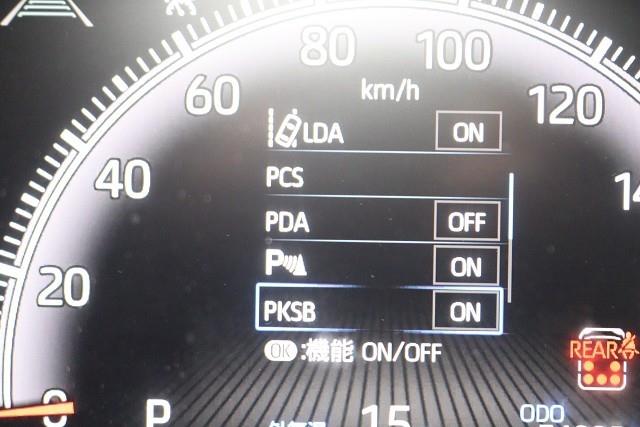 80 100
km/h
60 120
LDA ON
40
PCS
PDA OFF
P ON
20
PKSB ON
REAR
OK :機能 ON/OFF
0 P 15 ODO